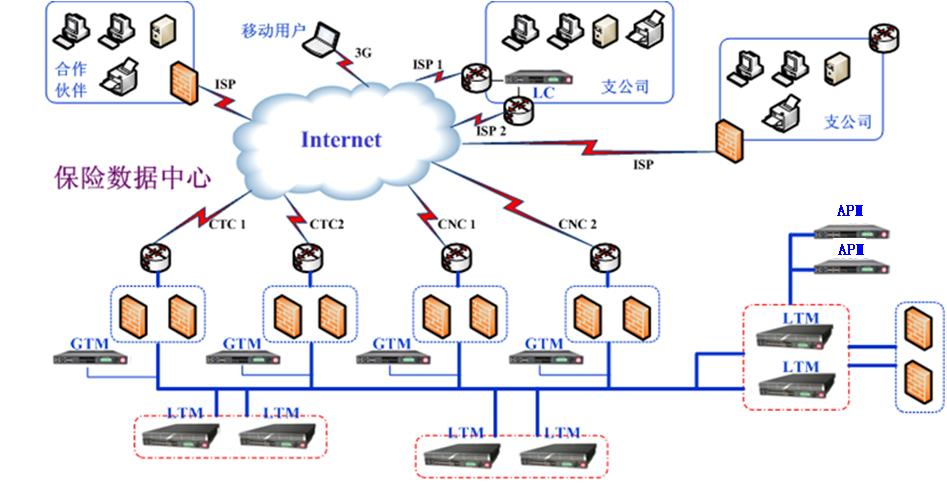 合作
伙伴
ISP
移动用户
3G
ISP 1
LC
支公司
ISP 2
支公司
ISP
Internet
保险数据中心
CTC 1
CTC2
CNC 1
CNC 2
APM
APM
GTM
GTM
GTM
GTM
LTM
LTM
LTM
LTM
LTM
LTM